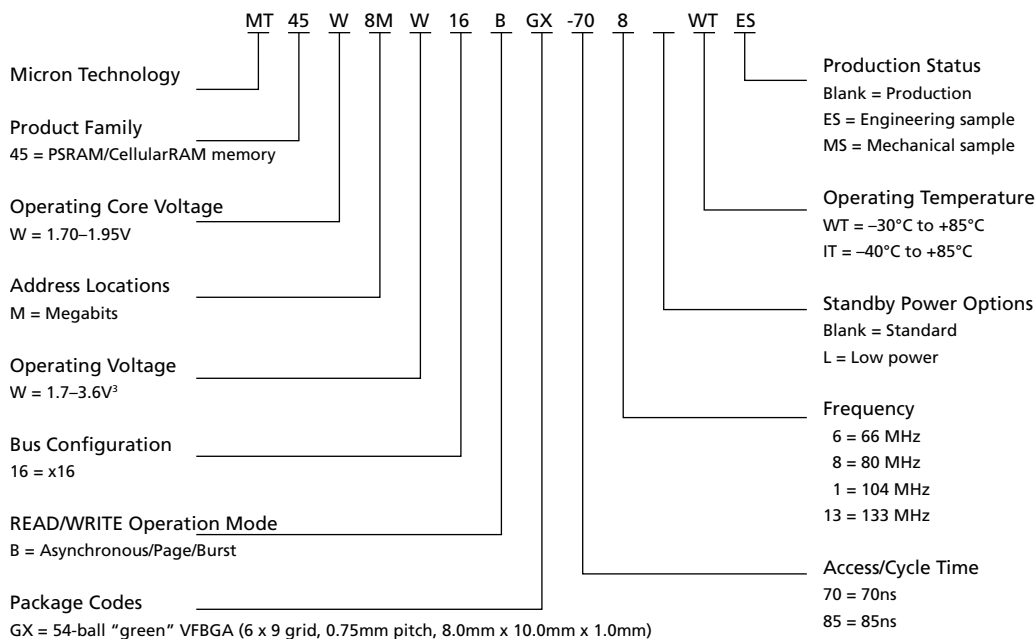 MT 45 W 8M W 16 B GX -70 8 WT ES
Micron Technology
Product Family
45 = PSRAM/CellularRAM memory
Operating Core Voltage
W = 1.70–1.95V
Address Locations
M = Megabits
Operating Voltage
W = 1.7–3.6V³
Bus Configuration
16 = x16
READ/WRITE Operation Mode
B = Asynchronous/Page/Burst
Package Codes
GX = 54-ball “green” VFBGA (6 x 9 grid, 0.75mm pitch, 8.0mm x 10.0mm x 1.0mm)
Production Status
Blank = Production
ES = Engineering sample
MS = Mechanical sample
Operating Temperature
WT = –30°C to +85°C
IT = –40°C to +85°C
Standby Power Options
Blank = Standard
L = Low power
Frequency
6 = 66 MHz
8 = 80 MHz
1 = 104 MHz
13 = 133 MHz
Access/Cycle Time
70 = 70ns
85 = 85ns